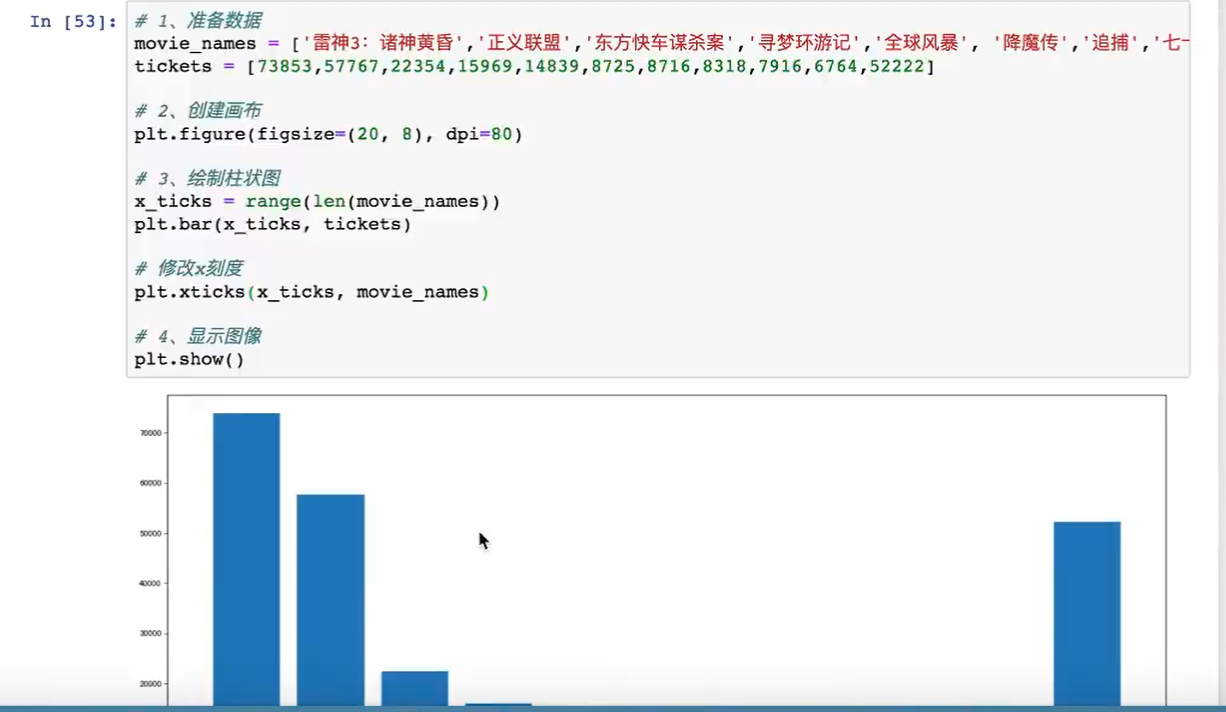 In [53]:
# 1、准备数据
movie_names = ['雷神3：诸神黄昏','正义联盟','东方快车谋杀案','寻梦环游记','全球风暴', '降魔传','追捕','七
tickets = [73853,57767,22354,15969,14839,8725,8716,8318,7916,6764,52222]
# 2、创建画布
plt.figure(figsize=(20, 8), dpi=80)
# 3、绘制柱状图
x_ticks = range(len(movie_names))
plt.bar(x_ticks, tickets)
# 修改x刻度
plt.xticks(x_ticks, movie_names)
# 4、显示图像
plt.show()
70000
60000
50000
40000
30000
20000